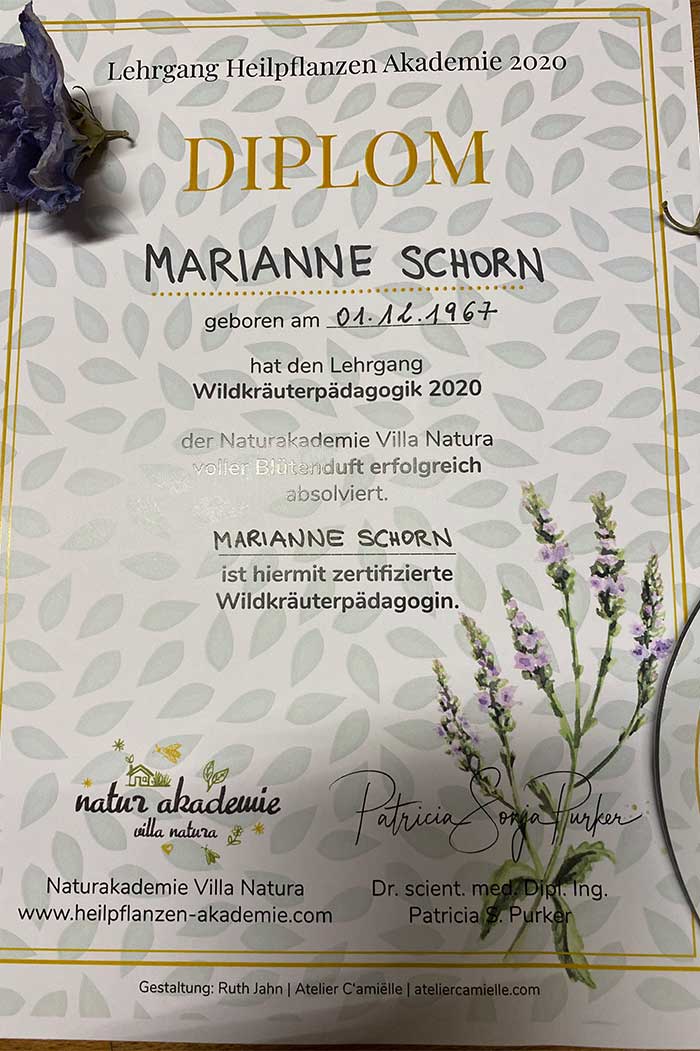 Lehrgang Heilpflanzen Akademie 2020
DIPLOM
MARIANNE SCHORN
geboren am 01.12.1967
hat den Lehrgang
Wildkräuterpädagogik 2020
der Naturakademie Villa Natura
voller Blütenduft erfolgreich
absolviert.
MARIANNE SCHORN
ist hiermit zertifizierte
Wildkräuterpädagogin.
natur akademie
villa natura
Patricia Sonja Purker
Naturakademie Villa Natura
www.heilpflanzen-akademie.com
Dr. scient. med. Dipl. Ing.
Patricia S. Purker
Gestaltung: Ruth Jahn | Atelier C'amiëlle | ateliercamielle.com